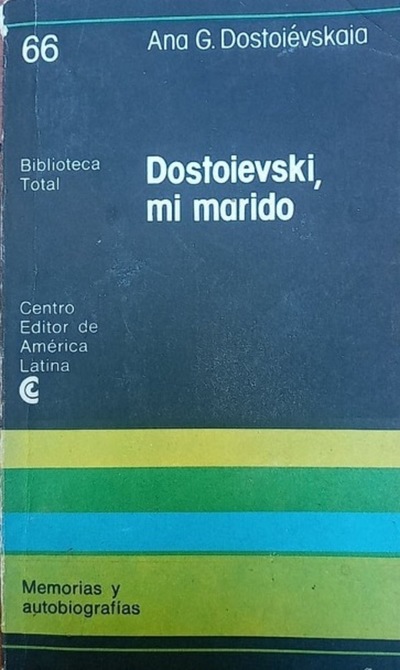 66
Ana G. Dostoiévskaia
Biblioteca
Total
Dostoievski,
mi marido
Centro
Editor de
América
Latina
Memorias y
autobiografías